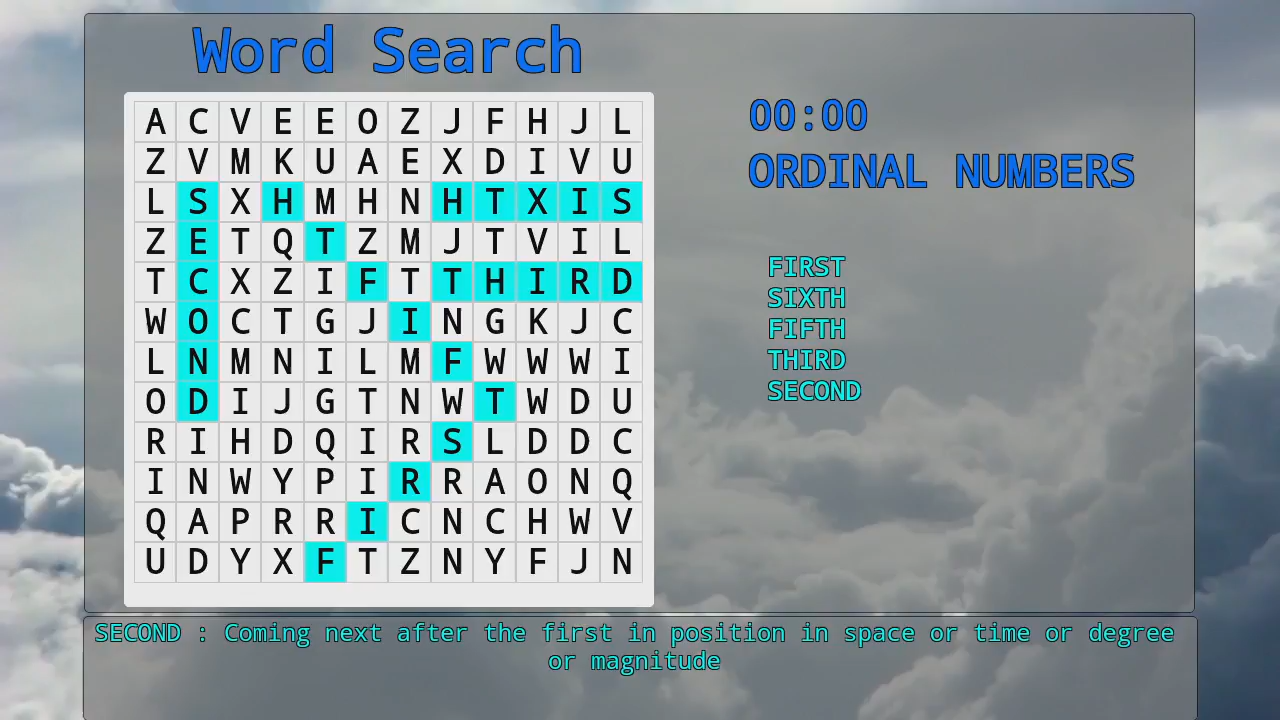 Word Search
A C V E E O Z J F H J L
Z V M K U A E X D I V U
L S X H M H N H T X I S
Z E T Q T Z M J T V I L
T C X Z I F T T H I R D
W O C T G J I N G K J C
L N M N I L M F W W W I
O D I J G T N W T W D U
R I H D Q I R S L D D C
I N W Y P I R R A O N Q
Q A P R R I C N C H W V
U D Y X F T Z N Y F J N
00:00
ORDINAL NUMBERS
FIRST
SIXTH
FIFTH
THIRD
SECOND
SECOND : Coming next after the first in position in space or time or degree
or magnitude